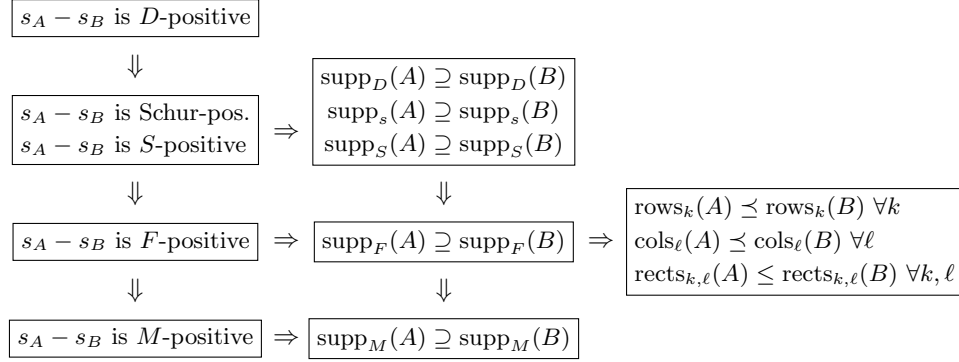 s_A − s_B is D-positive
⇓
s_A − s_B is Schur-pos.
s_A − s_B is S-positive
⇒
supp_D(A) ⊇ supp_D(B)
supp_s(A) ⊇ supp_s(B)
supp_S(A) ⊇ supp_S(B)
⇓ ⇓
s_A − s_B is F-positive ⇒ supp_F(A) ⊇ supp_F(B) ⇒
rows_k(A) ≼ rows_k(B) ∀k
cols_ℓ(A) ≼ cols_ℓ(B) ∀ℓ
rects_{k,ℓ}(A) ≤ rects_{k,ℓ}(B) ∀k, ℓ
⇓ ⇓
s_A − s_B is M-positive ⇒ supp_M(A) ⊇ supp_M(B)